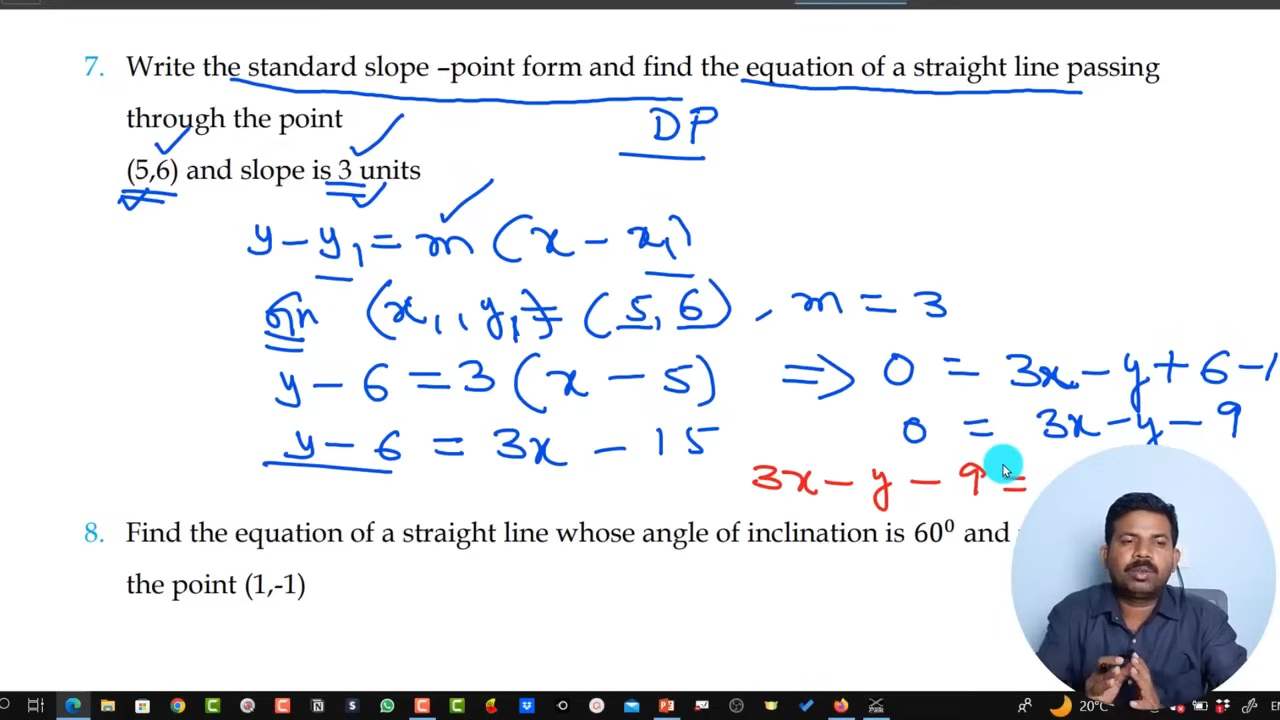 7. Write the standard slope –point form and find the equation of a straight line passing
through the point
DP
(5,6) and slope is 3 units
y - y₁ = m (x - x₁)
(x₁, y₁) = (5, 6), m = 3
y - 6 = 3 (x - 5) ⇒ 0 = 3x - y + 6 - 1
y - 6 = 3x - 15 0 = 3x - y - 9
3x - y - 9 =
8. Find the equation of a straight line whose angle of inclination is 60⁰ and
the point (1,-1)
20°C